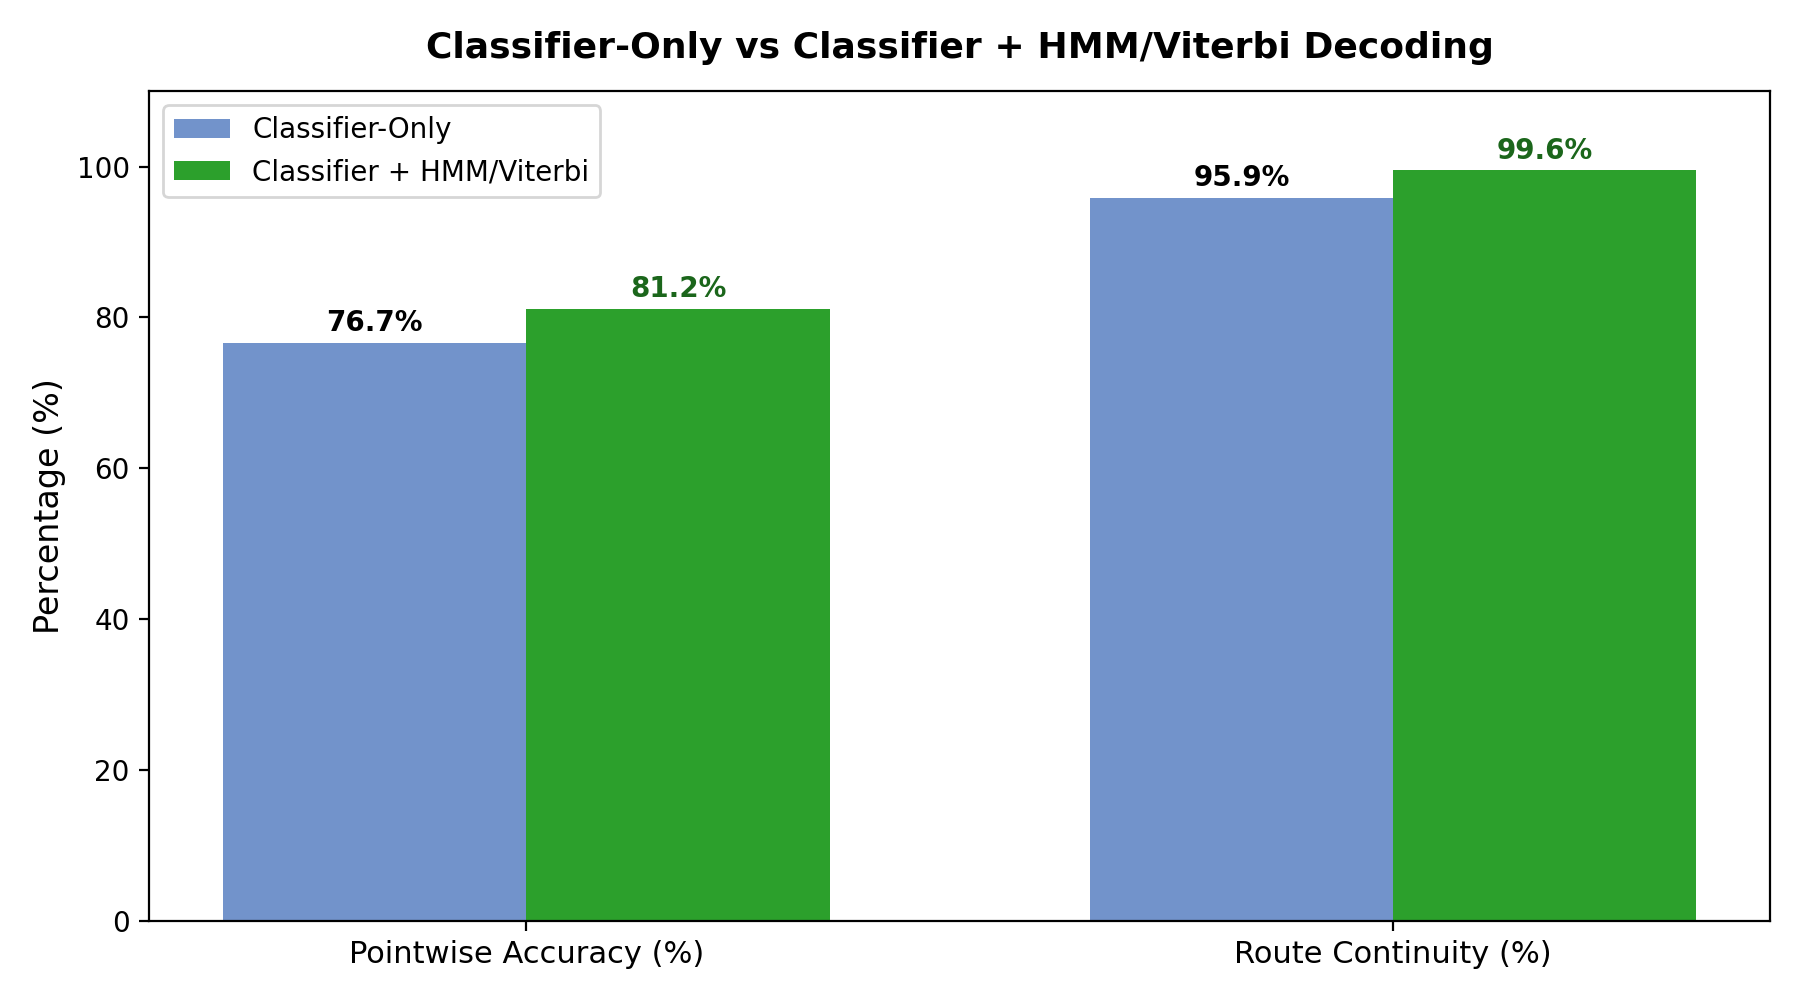 Classifier-Only vs Classifier + HMM/Viterbi Decoding
Classifier-Only
Classifier + HMM/Viterbi
Percentage (%)
100
80
60
40
20
0
76.7%
81.2%
95.9%
99.6%
Pointwise Accuracy (%)
Route Continuity (%)